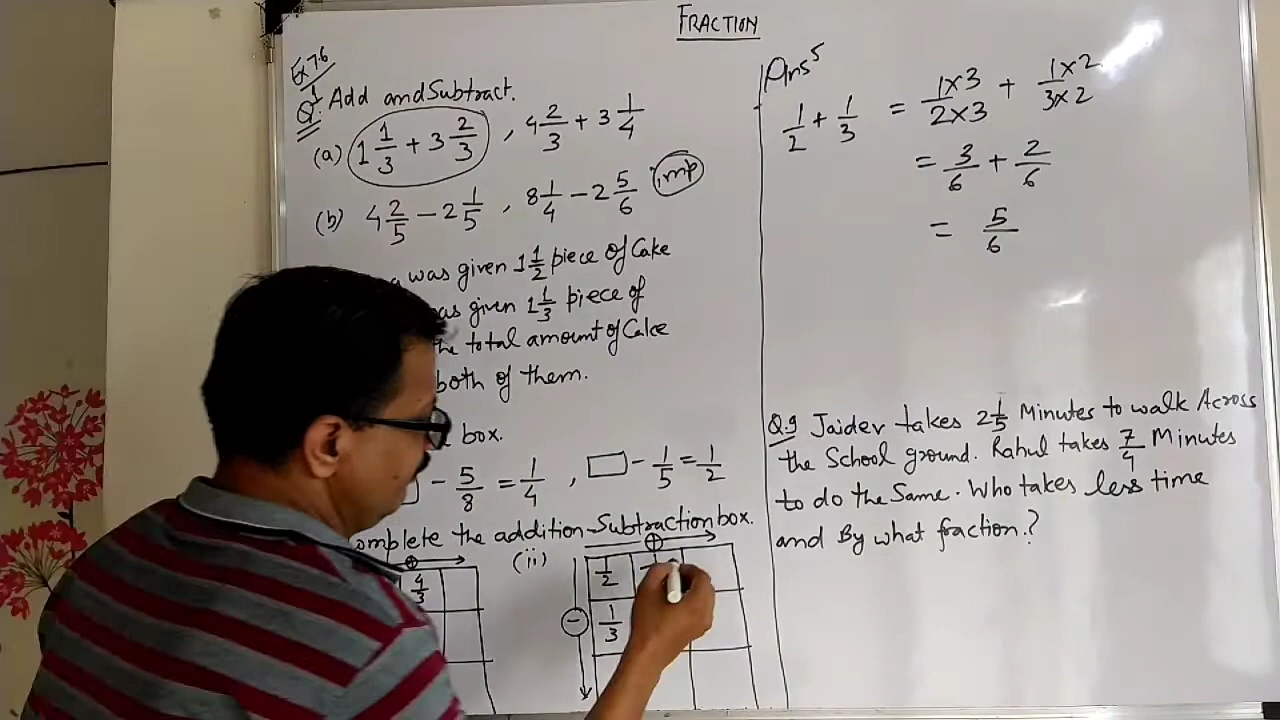 FRACTION
Ex 7.6
Q.1 Add and Subtract.
(a) 1 1/3 + 3 2/3 , 4 2/3 + 3 1/4
(b) 4 2/5 - 2 1/5 , 8 1/4 - 2 5/6 imp
was given 1 1/2 piece of Cake
as given 1 1/3 piece of
the total amount of Cake
both of them.
box.
- 5/8 = 1/4 , □ - 1/5 = 1/2
omplete the addition-Subtraction box.
(ii)
+ +
4/3 1/2
- 1/3
Ans 5
1/2 + 1/3 = 1×3/2×3 + 1×2/3×2
= 3/6 + 2/6
= 5/6
Q.9 Jaidev takes 2 1/5 Minutes to walk Across
the School ground. Rahul takes 7/4 Minutes
to do the Same. Who takes less time
and By what fraction.?